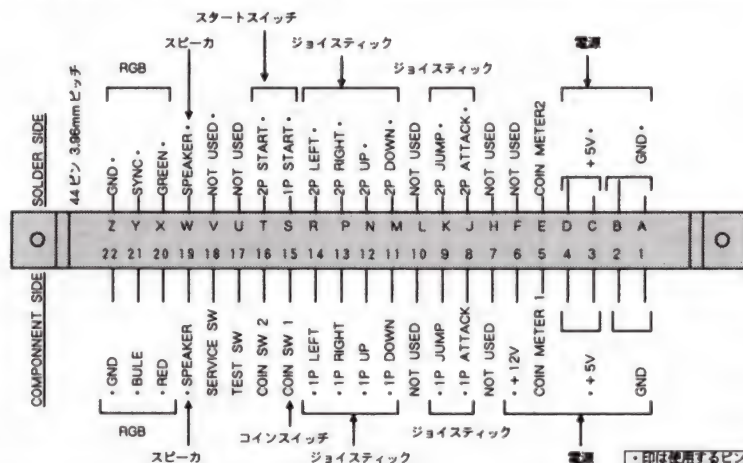 スタートスイッチ
スピーカ
ジョイスティック
電源
RGB
ジョイスティック
SOLDER SIDE
44ピン 3.96mmピッチ
GND・
SYNC・
GREEN・
SPEAKER・
NOT USED・
NOT USED
2P START・
1P START・
2P LEFT・
2P RIGHT・
2P UP・
2P DOWN・
NOT USED
2P JUMP・
2P ATTACK・
NOT USED
NOT USED
COIN METER2
+5V・
GND・
Z Y X W V U T S R P N M L K J H F E D C B A
22 21 20 19 18 17 16 15 14 13 12 11 10 9 8 7 6 5 4 3 2 1
COMPONNENT SIDE
・GND
・BULE
・RED
・SPEAKER
SERVICE SW
TEST SW
COIN SW 2
COIN SW 1
・1P LEFT
・1P RIGHT
・1P UP
・1P DOWN
NOT USED
・1P JUMP
・1P ATTACK
NOT USED
・+12V
COIN METER 1
・+5V
GND
RGB
コインスイッチ
ジョイスティック
スピーカ
ジョイスティック
電源
・印は使用するピン